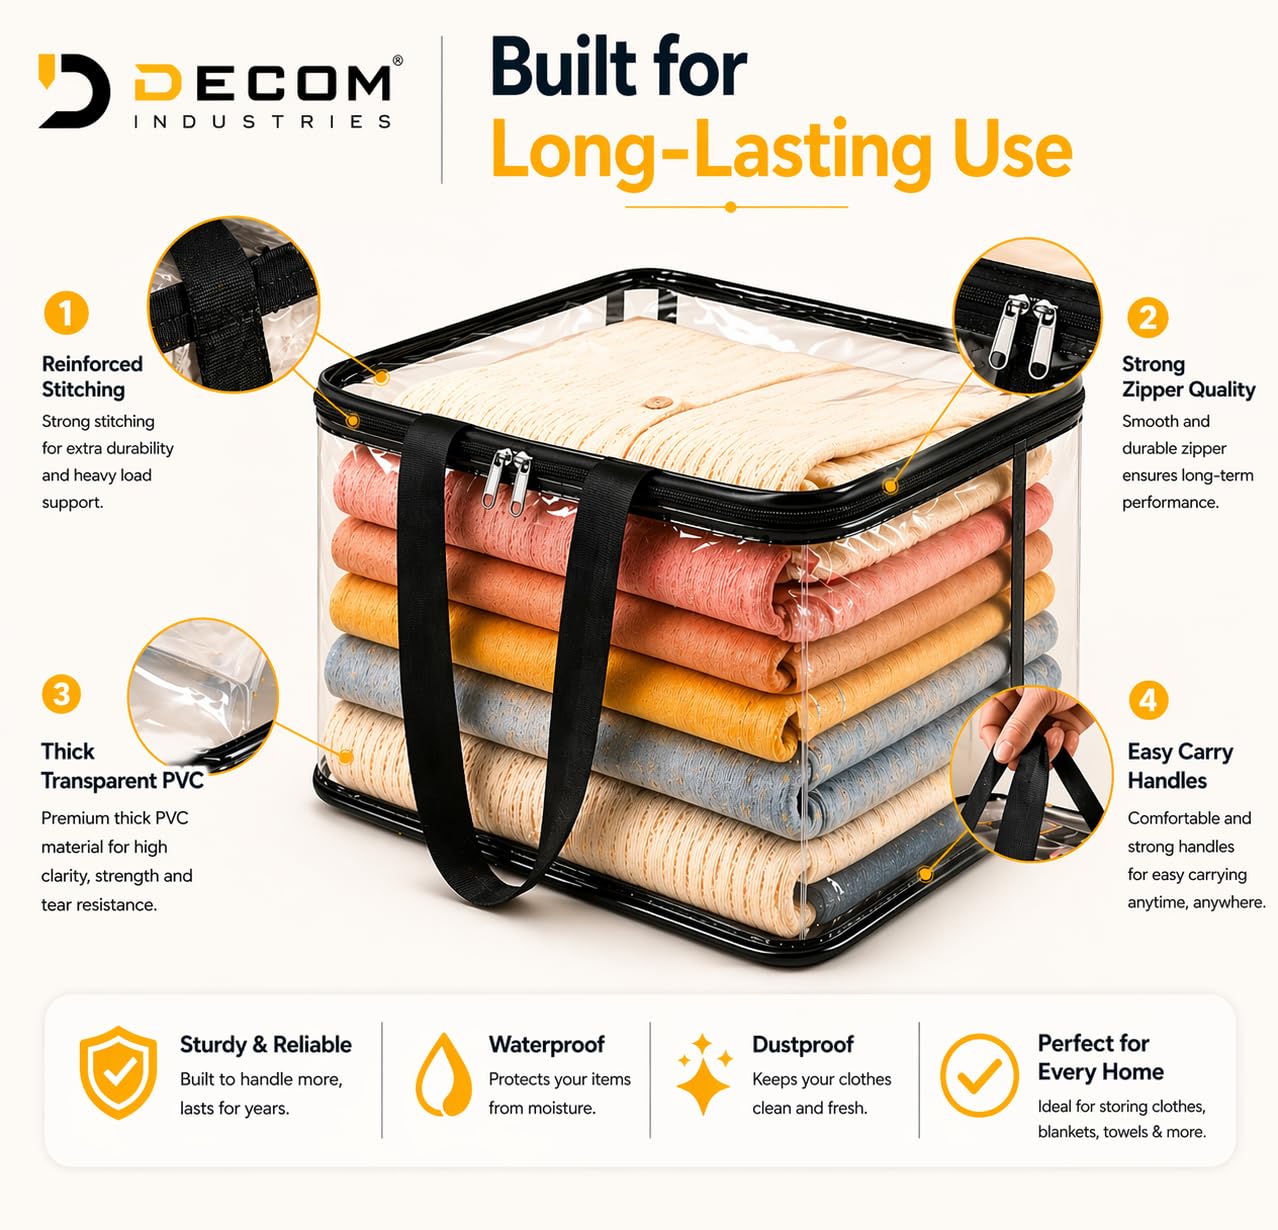 DECOM®
INDUSTRIES
Built for
Long-Lasting Use
1
Reinforced
Stitching
Strong stitching
for extra durability
and heavy load
support.
2
Strong
Zipper Quality
Smooth and
durable zipper
ensures long-term
performance.
3
Thick
Transparent PVC
Premium thick PVC
material for high
clarity, strength and
tear resistance.
4
Easy Carry
Handles
Comfortable and
strong handles
for easy carrying
anytime, anywhere.
Sturdy & Reliable
Built to handle more,
lasts for years.
Waterproof
Protects your items
from moisture.
Dustproof
Keeps your clothes
clean and fresh.
Perfect for
Every Home
Ideal for storing clothes,
blankets, towels & more.